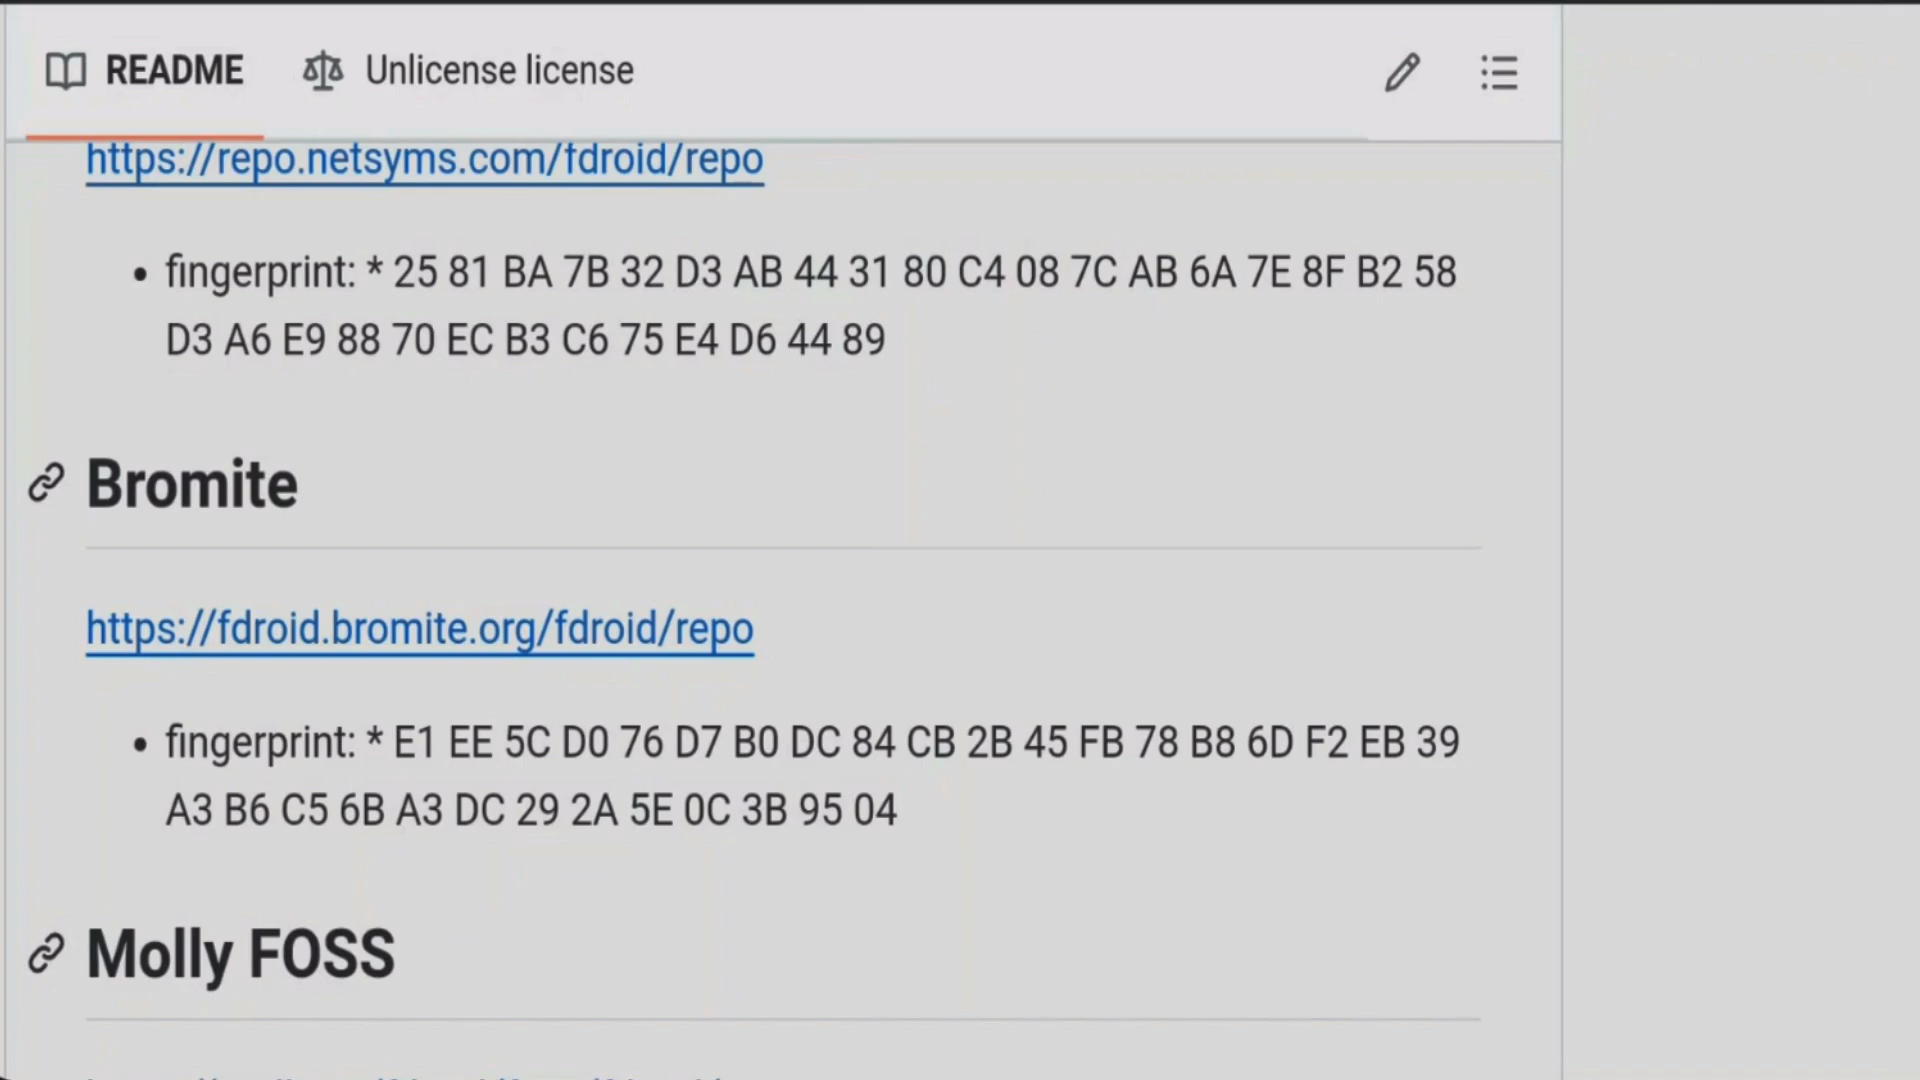 README
Unlicense license
https://repo.netsyms.com/fdroid/repo
• fingerprint: * 25 81 BA 7B 32 D3 AB 44 31 80 C4 08 7C AB 6A 7E 8F B2 58
D3 A6 E9 88 70 EC B3 C6 75 E4 D6 44 89
Bromite
https://fdroid.bromite.org/fdroid/repo
• fingerprint: * E1 EE 5C D0 76 D7 B0 DC 84 CB 2B 45 FB 78 B8 6D F2 EB 39
A3 B6 C5 6B A3 DC 29 2A 5E 0C 3B 95 04
Molly FOSS